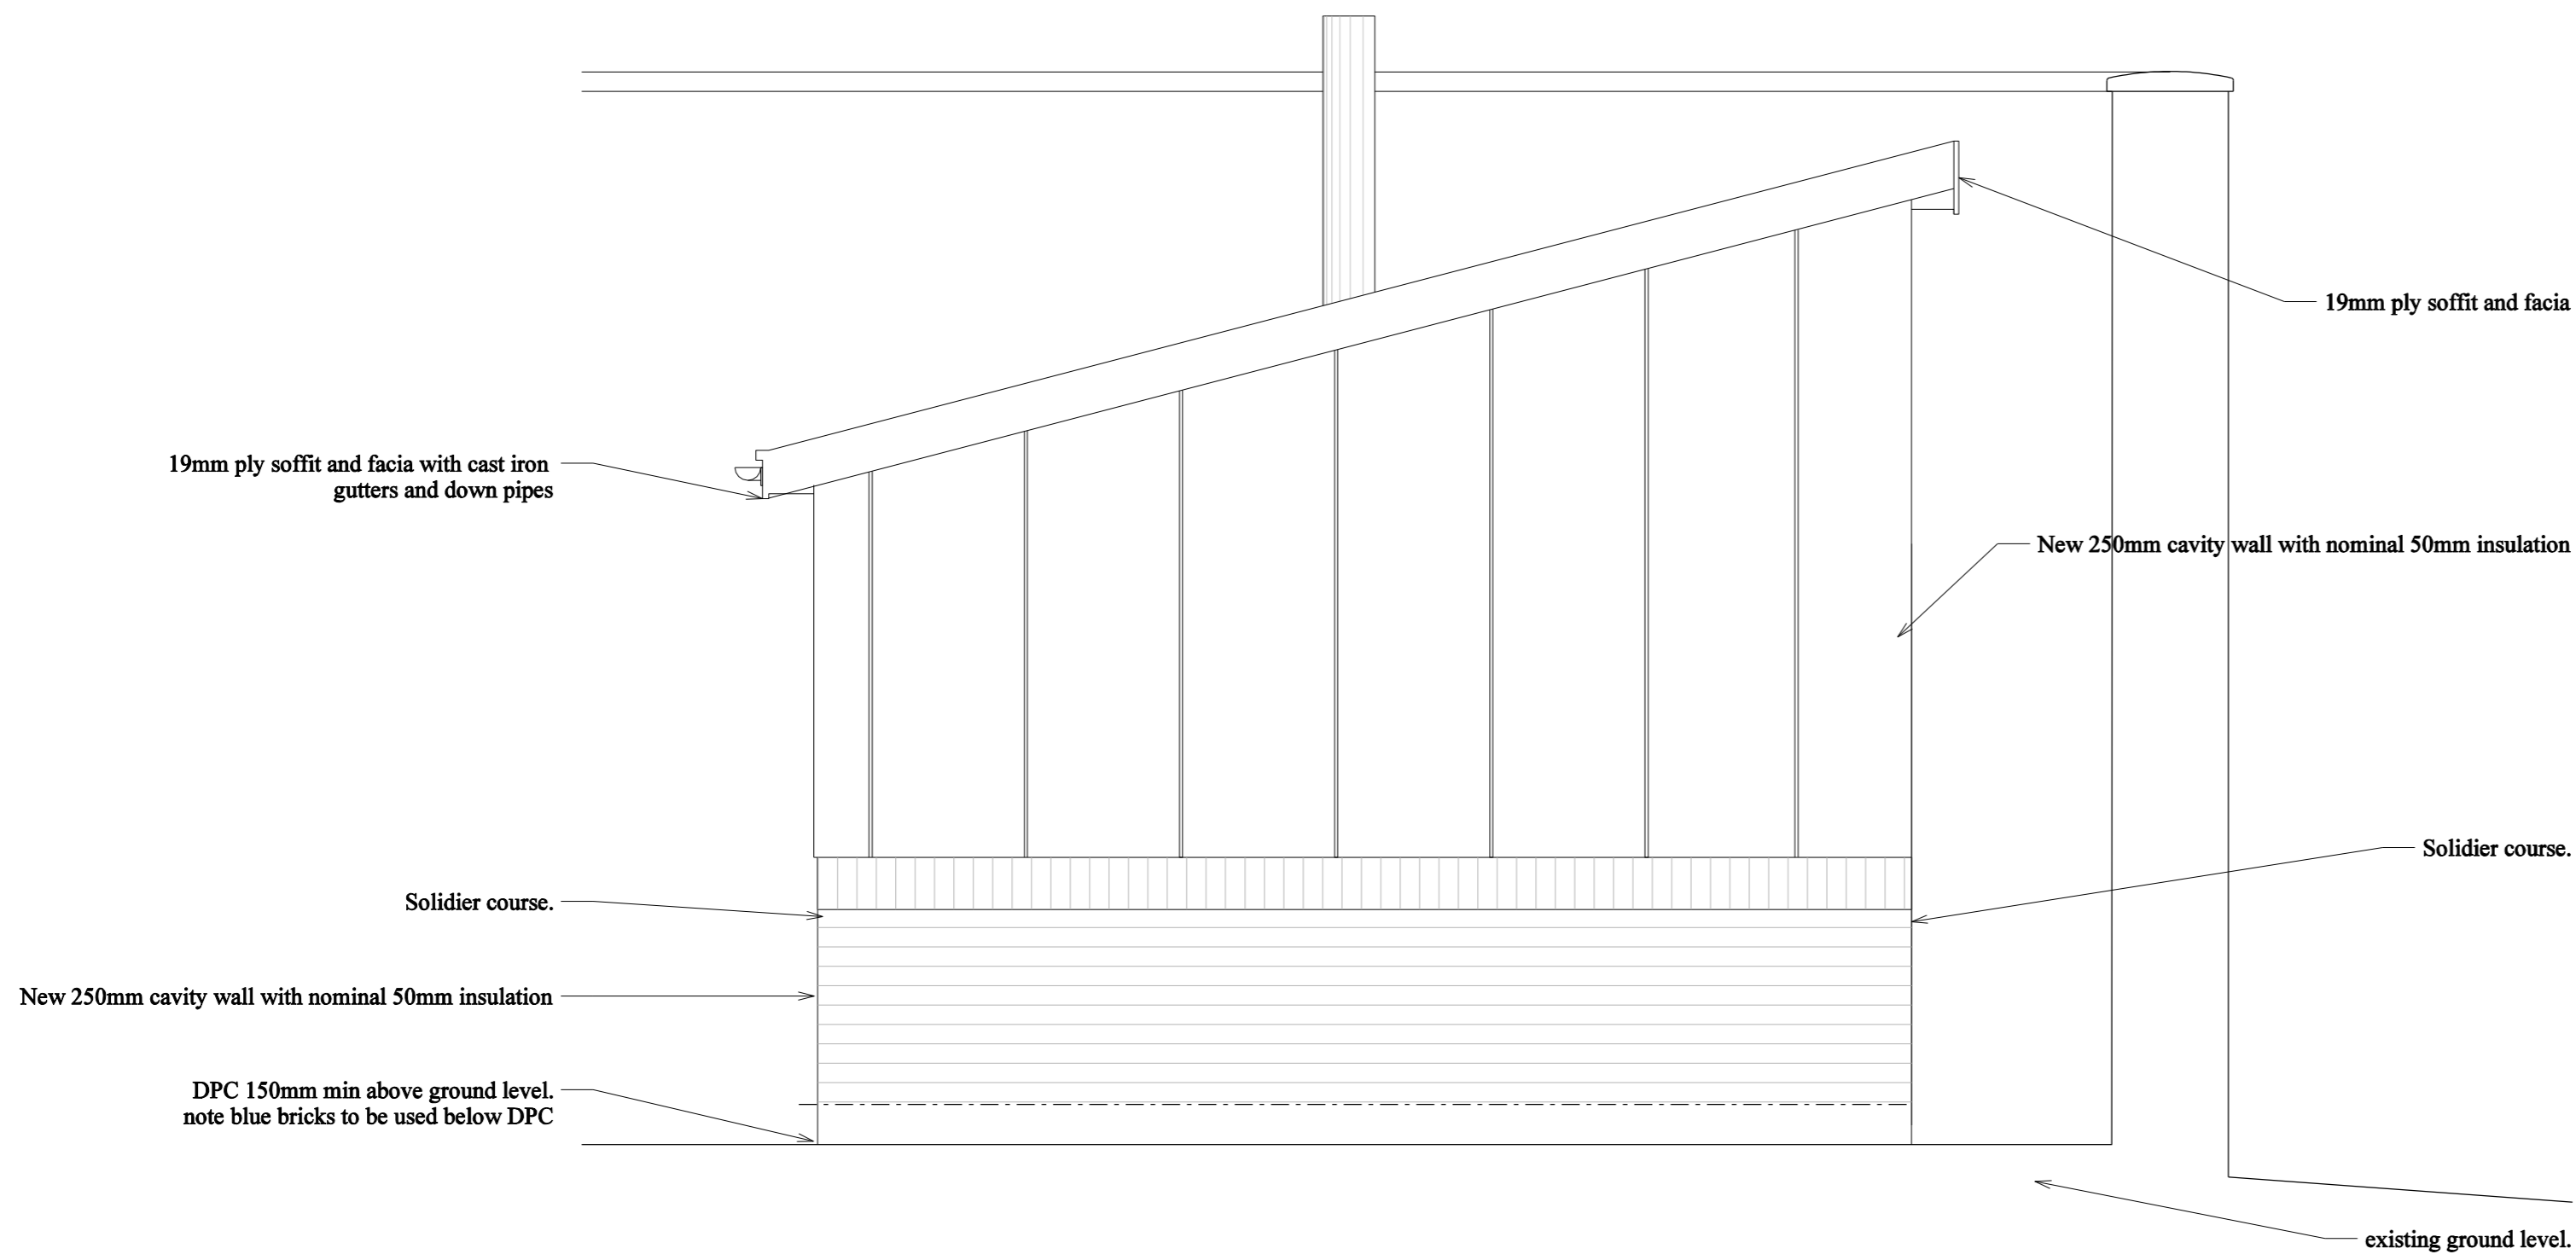 19mm ply soffit and facia
19mm ply soffit and facia with cast iron
gutters and down pipes
New 250mm cavity wall with nominal 50mm insulation
Solidier course.
Solidier course.
New 250mm cavity wall with nominal 50mm insulation
DPC 150mm min above ground level.
note blue bricks to be used below DPC
existing ground level.